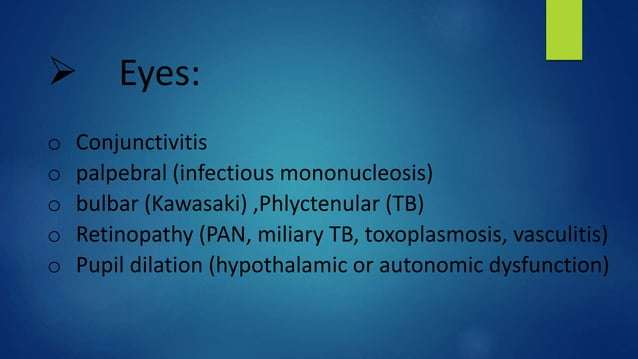 ➢ Eyes:
o Conjunctivitis
o palpebral (infectious mononucleosis)
o bulbar (Kawasaki) ,Phlyctenular (TB)
o Retinopathy (PAN, miliary TB, toxoplasmosis, vasculitis)
o Pupil dilation (hypothalamic or autonomic dysfunction)